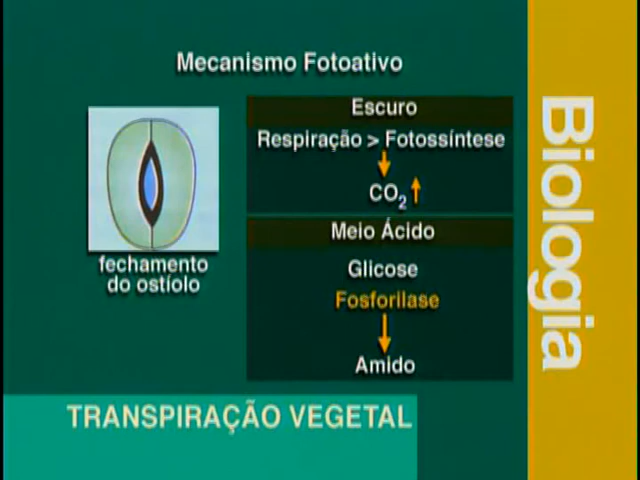 Mecanismo Fotoativo
Escuro
Respiração > Fotossíntese
CO₂
Meio Ácido
Glicose
Fosforilase
Amido
fechamento
do ostíolo
TRANSPIRAÇÃO VEGETAL
Biologia